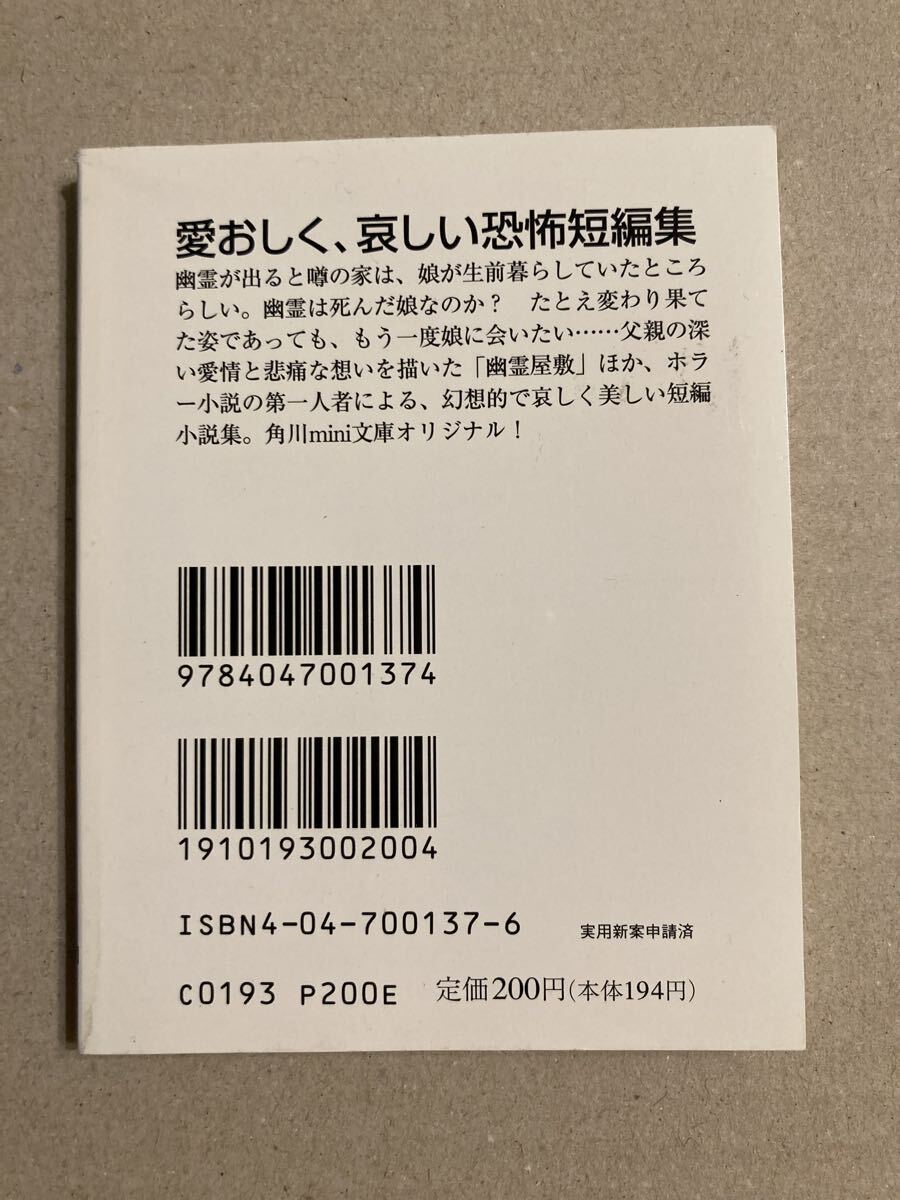 愛おしく、哀しい恐怖短編集
幽霊が出ると噂の家は、娘が生前暮らしていたところ
らしい。幽霊は死んだ娘なのか？　たとえ変わり果て
た姿であっても、もう一度娘に会いたい……父親の深
い愛情と悲痛な想いを描いた「幽霊屋敷」ほか、ホラ
ー小説の第一人者による、幻想的で哀しく美しい短編
小説集。角川mini文庫オリジナル！
9784047001374
1910193002004
ISBN4-04-700137-6
実用新案申請済
C0193 P200E
定価200円（本体194円）